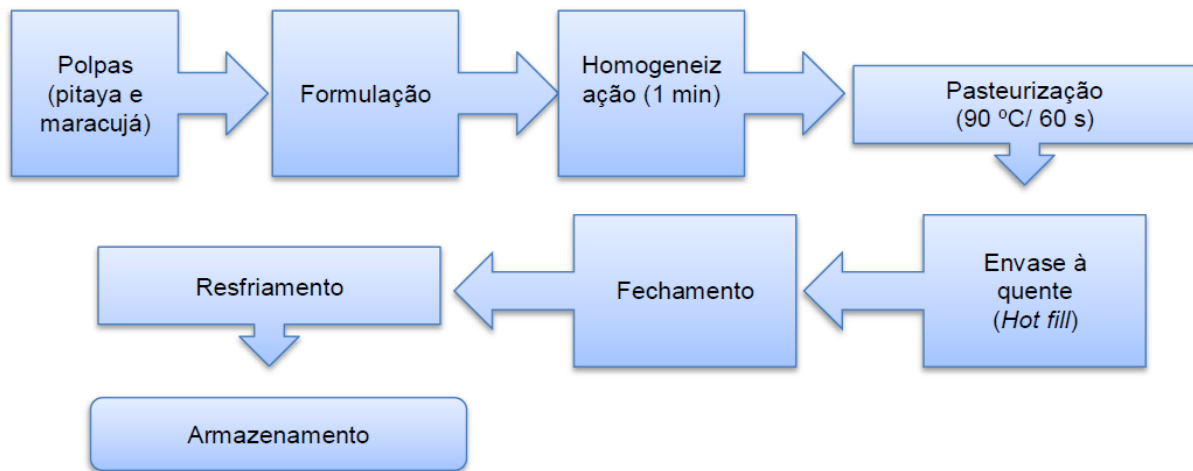 Polpas
(pitaya e
maracujá)
Formulação
Homogeneiz
ação (1 min)
Pasteurização
(90 ºC/ 60 s)
Envase à
quente
(Hot fill)
Fechamento
Resfriamento
Armazenamento